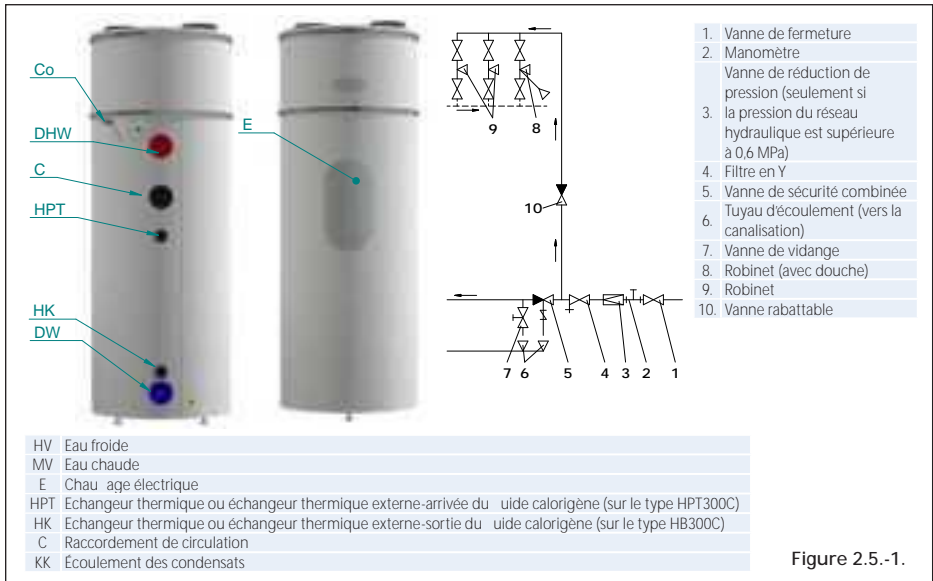 Co
DHW
C
HPT
HK
DW
E
9
8
10
7
6
5
4
3
2
1
1. Vanne de fermeture
2. Manomètre
Vanne de réduction de
pression (seulement si
3. la pression du réseau
hydraulique est supérieure
à 0,6 MPa)
4. Filtre en Y
5. Vanne de sécurité combinée
6. Tuyau d'écoulement (vers la
canalisation)
7. Vanne de vidange
8. Robinet (avec douche)
9. Robinet
10. Vanne rabattable
HV Eau froide
MV Eau chaude
E Chau age électrique
HPT Echangeur thermique ou échangeur thermique externe-arrivée du uide calorigène (sur le type HPT300C)
HK Echangeur thermique ou échangeur thermique externe-sortie du uide calorigène (sur le type HB300C)
C Raccordement de circulation
KK Écoulement des condensats
Figure 2.5.-1.